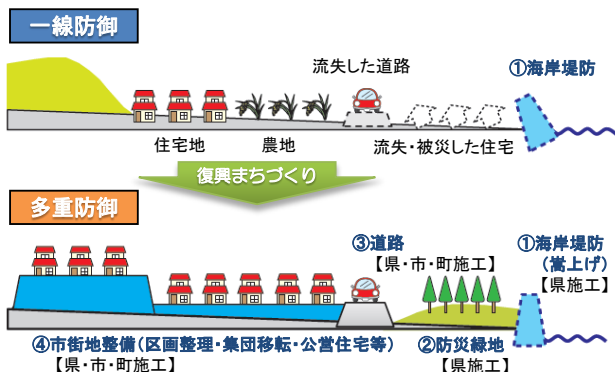 一線防御
流失した道路
①海岸堤防
住宅地
農地
流失・被災した住宅
復興まちづくり
多重防御
③道路
【県・市・町施工】
①海岸堤防
(嵩上げ)
【県施工】
④市街地整備(区画整理・集団移転・公営住宅等)
【県・市・町施工】
②防災緑地
【県施工】